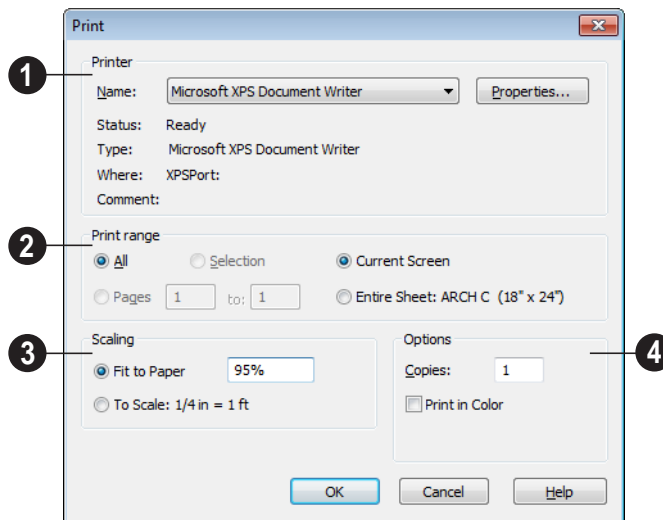 Print
Printer
1
Name: Microsoft XPS Document Writer Properties...
Status: Ready
Type: Microsoft XPS Document Writer
Where: XPSPort:
Comment:
2
Print range
All Selection Current Screen
Pages 1 to: 1 Entire Sheet: ARCH C (18" x 24")
3
Scaling
Fit to Paper 95%
To Scale: 1/4 in = 1 ft
Options
4
Copies: 1
Print in Color
OK Cancel Help